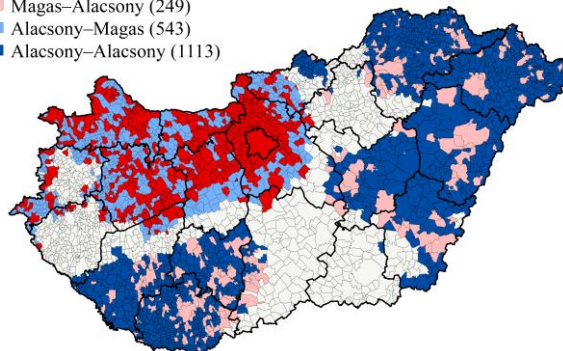 Magas–Alacsony (249)
Alacsony–Magas (543)
Alacsony–Alacsony (1113)